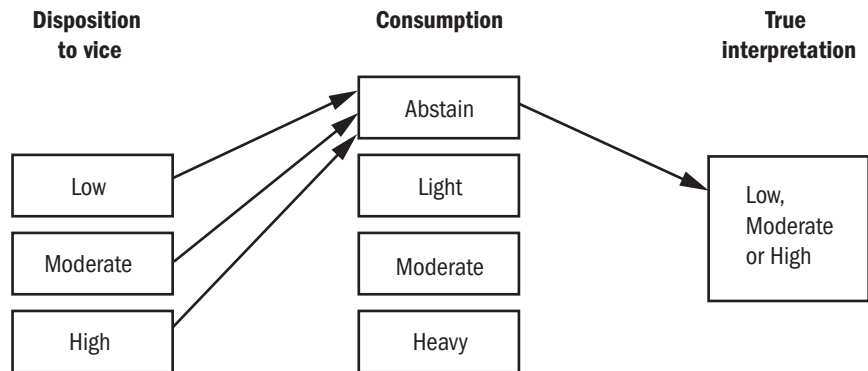 Disposition
to vice
Consumption
True
interpretation
Abstain
Low
Light
Moderate
Moderate
High
Heavy
Low,
Moderate
or High